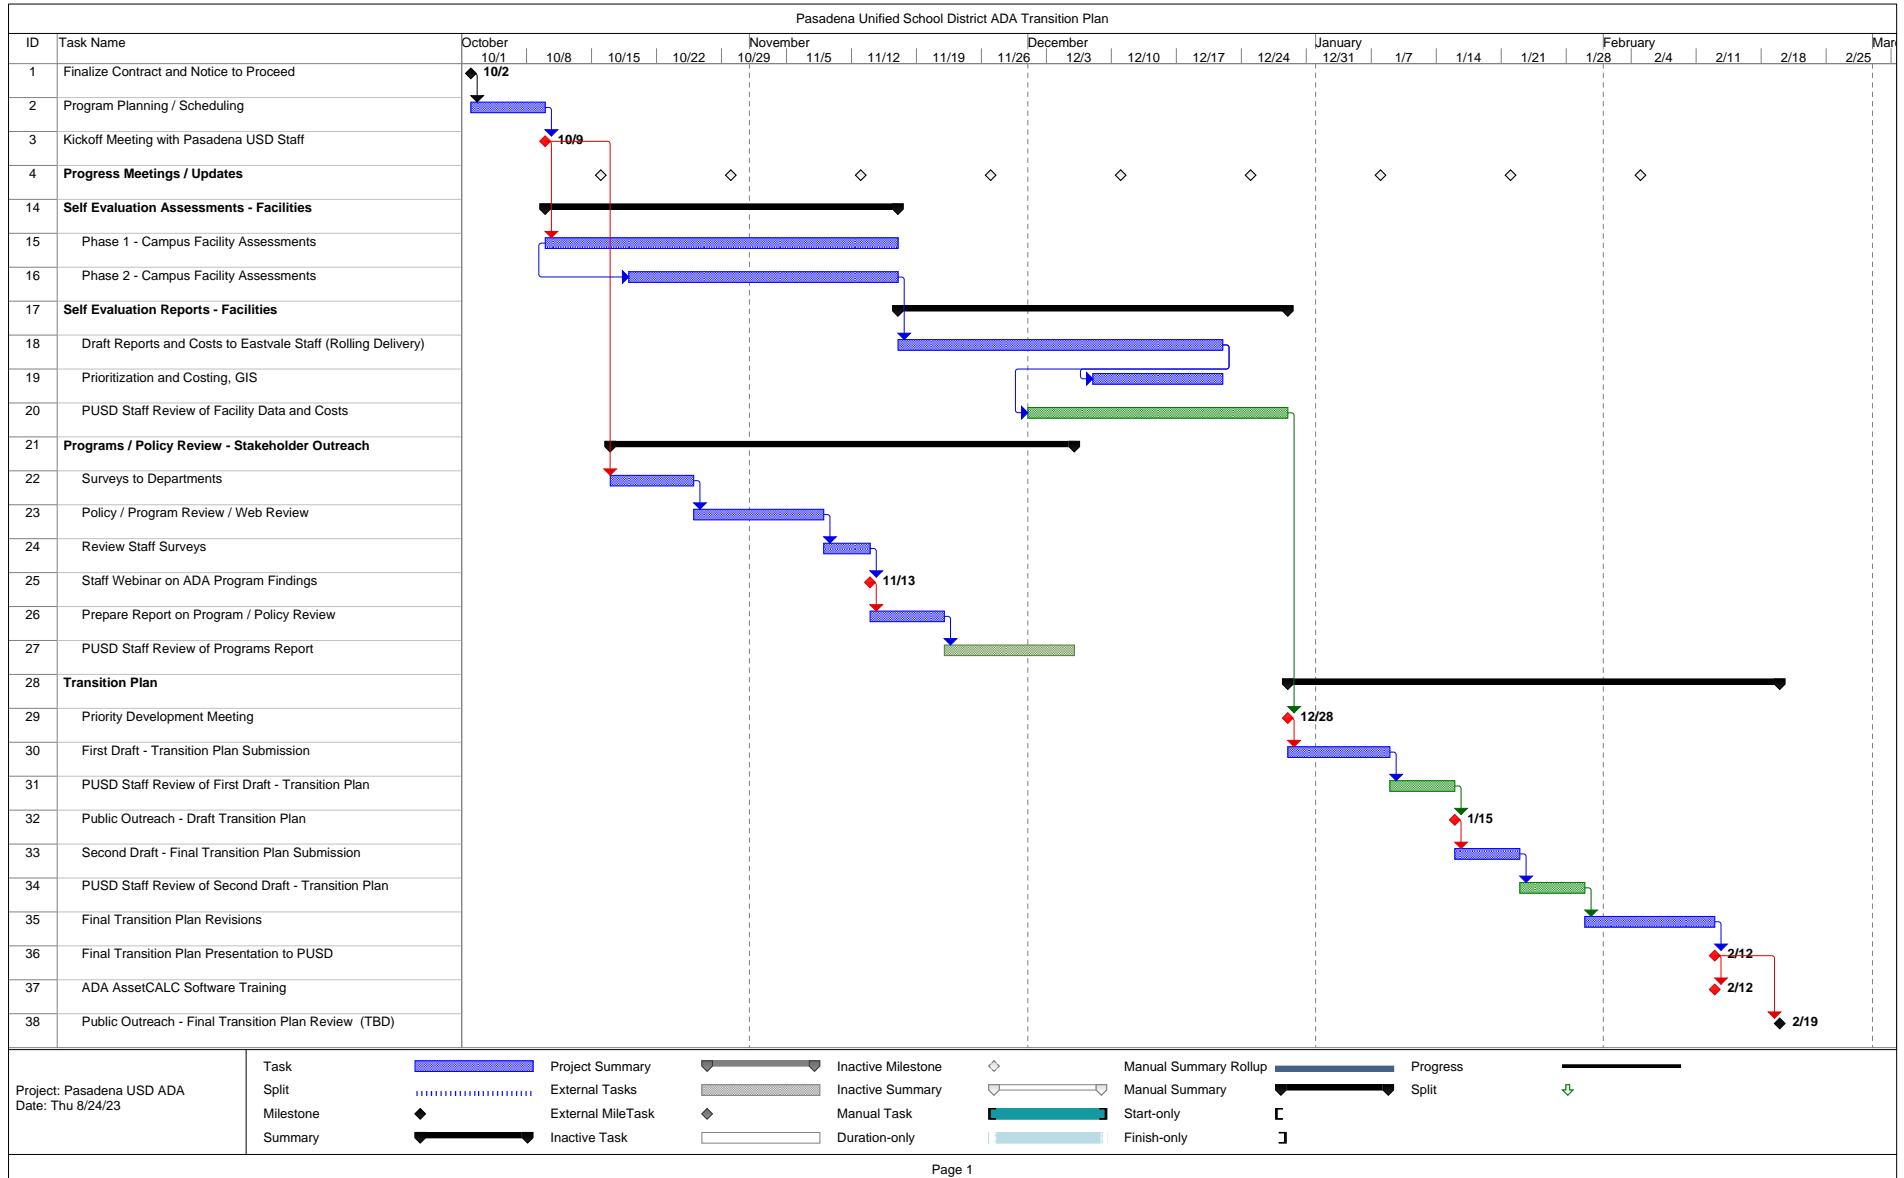 Pasadena Unified School District ADA Transition Plan
ID Task Name October November December January February Mar
10/1 10/8 10/15 10/22 10/29 11/5 11/12 11/19 11/26 12/3 12/10 12/17 12/24 12/31 1/7 1/14 1/21 1/28 2/4 2/11 2/18 2/25
1 Finalize Contract and Notice to Proceed 10/2
2 Program Planning / Scheduling
3 Kickoff Meeting with Pasadena USD Staff 10/9
4 Progress Meetings / Updates
14 Self Evaluation Assessments - Facilities
15 Phase 1 - Campus Facility Assessments
16 Phase 2 - Campus Facility Assessments
17 Self Evaluation Reports - Facilities
18 Draft Reports and Costs to Eastvale Staff (Rolling Delivery)
19 Prioritization and Costing, GIS
20 PUSD Staff Review of Facility Data and Costs
21 Programs / Policy Review - Stakeholder Outreach
22 Surveys to Departments
23 Policy / Program Review / Web Review
24 Review Staff Surveys
25 Staff Webinar on ADA Program Findings 11/13
26 Prepare Report on Program / Policy Review
27 PUSD Staff Review of Programs Report
28 Transition Plan
29 Priority Development Meeting 12/28
30 First Draft - Transition Plan Submission
31 PUSD Staff Review of First Draft - Transition Plan
32 Public Outreach - Draft Transition Plan 1/15
33 Second Draft - Final Transition Plan Submission
34 PUSD Staff Review of Second Draft - Transition Plan
35 Final Transition Plan Revisions
36 Final Transition Plan Presentation to PUSD 2/12
37 ADA AssetCALC Software Training 2/12
38 Public Outreach - Final Transition Plan Review (TBD) 2/19
Project: Pasadena USD ADA
Date: Thu 8/24/23
Task Project Summary Inactive Milestone Manual Summary Rollup Progress
Split External Tasks Inactive Summary Manual Summary Split
Milestone External MileTask Manual Task Start-only
Summary Inactive Task Duration-only Finish-only
Page 1